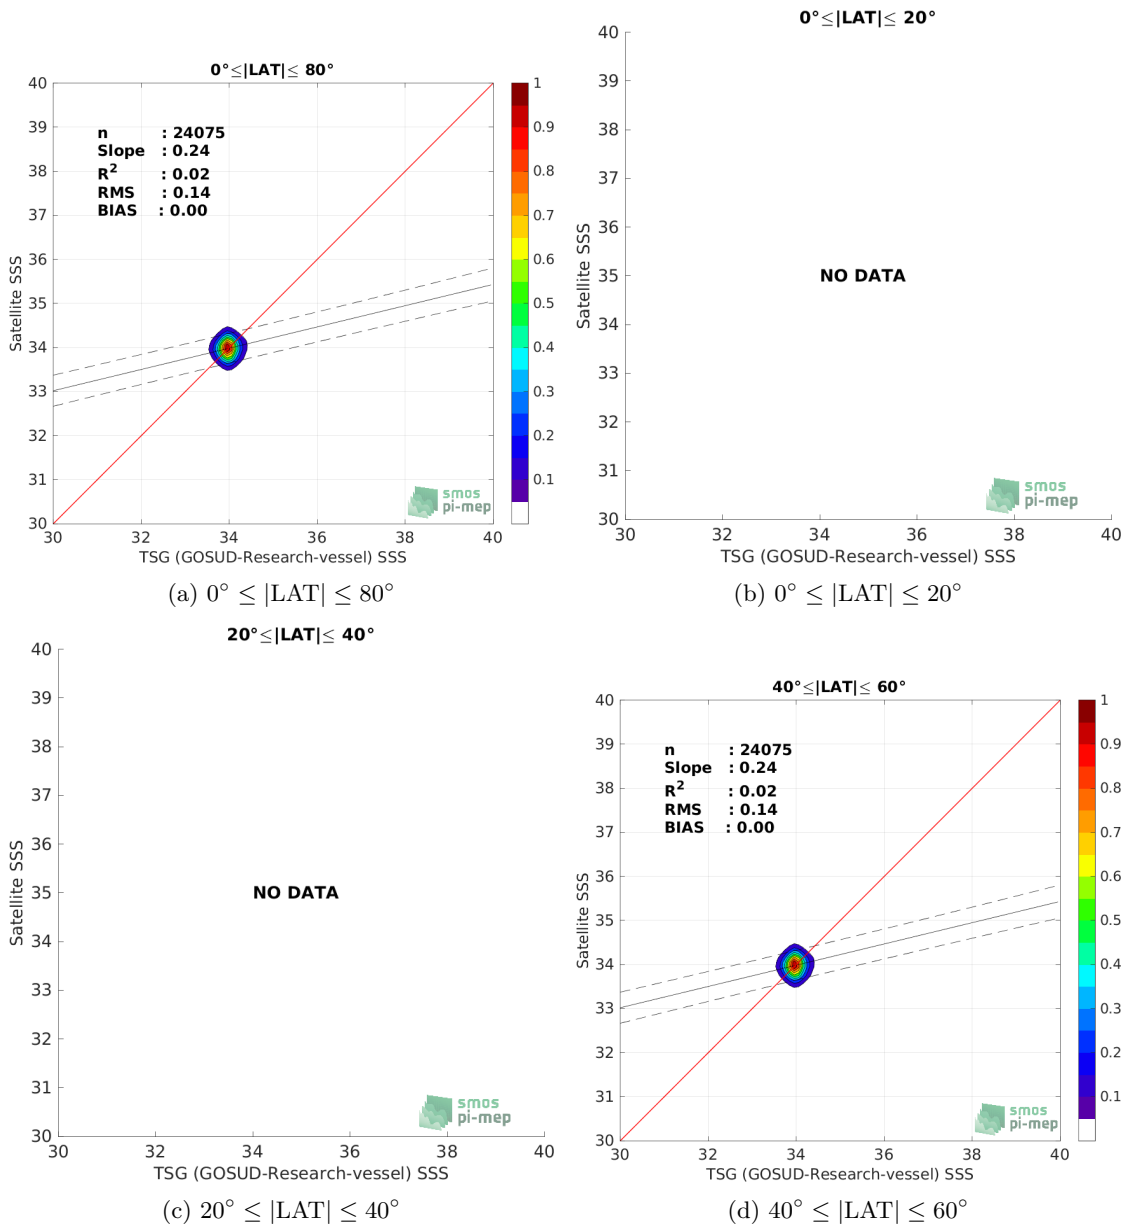 0°≤|LAT|≤ 80°
n : 24075
Slope : 0.24
R² : 0.02
RMS : 0.14
BIAS : 0.00
Satellite SSS
40
39
38
37
36
35
34
33
32
31
30
30 32 34 36 38 40
TSG (GOSUD-Research-vessel) SSS
1
0.9
0.8
0.7
0.6
0.5
0.4
0.3
0.2
0.1
smos
pi-mep
(a) 0° ≤ |LAT| ≤ 80°
0°≤|LAT|≤ 20°
Satellite SSS
40
39
38
37
36
35
34
33
32
31
30
NO DATA
30 32 34 36 38 40
TSG (GOSUD-Research-vessel) SSS
smos
pi-mep
(b) 0° ≤ |LAT| ≤ 20°
20°≤|LAT|≤ 40°
Satellite SSS
40
39
38
37
36
35
34
33
32
31
30
NO DATA
30 32 34 36 38 40
TSG (GOSUD-Research-vessel) SSS
smos
pi-mep
(c) 20° ≤ |LAT| ≤ 40°
40°≤|LAT|≤ 60°
n : 24075
Slope : 0.24
R² : 0.02
RMS : 0.14
BIAS : 0.00
Satellite SSS
40
39
38
37
36
35
34
33
32
31
30
30 32 34 36 38 40
TSG (GOSUD-Research-vessel) SSS
1
0.9
0.8
0.7
0.6
0.5
0.4
0.3
0.2
0.1
smos
pi-mep
(d) 40° ≤ |LAT| ≤ 60°